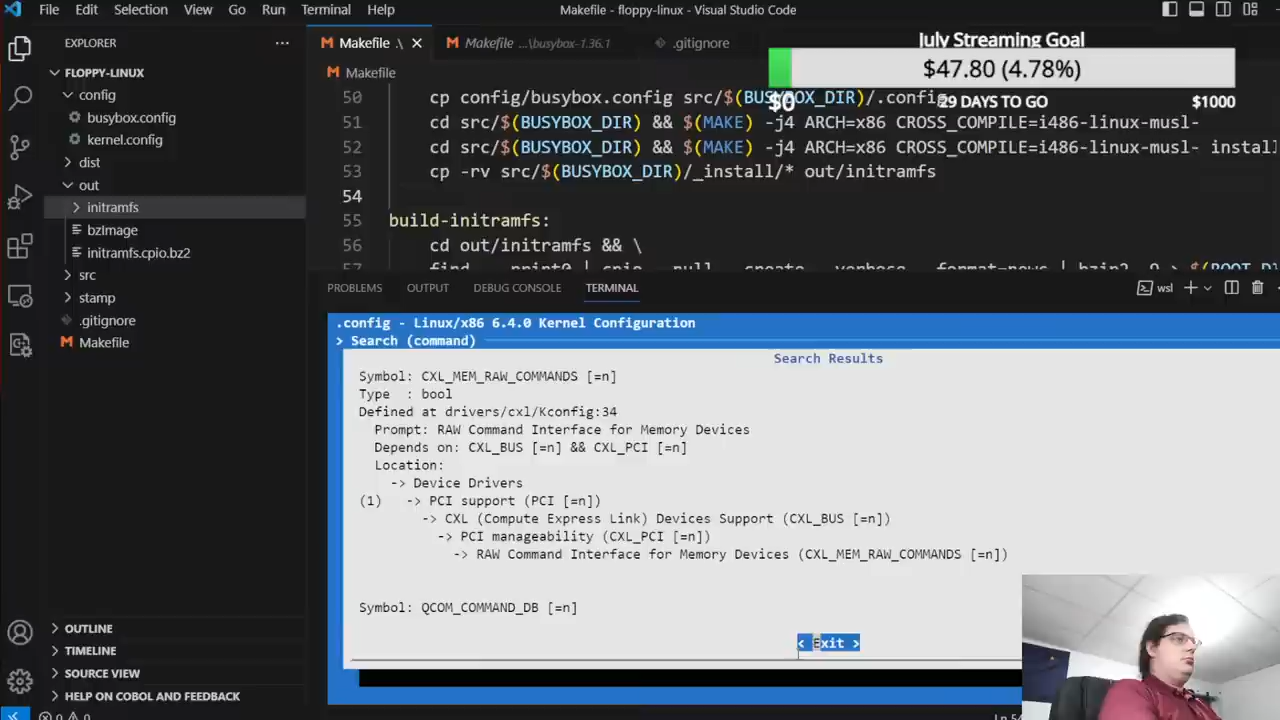 File Edit Selection View Go Run Terminal Help
Makefile - floppy-linux - Visual Studio Code
EXPLORER
FLOPPY-LINUX
config
busybox.config
kernel.config
dist
out
initramfs
bzImage
initramfs.cpio.bz2
src
stamp
.gitignore
Makefile
OUTLINE
TIMELINE
SOURCE VIEW
HELP ON COBOL AND FEEDBACK
0 0
Makefile .\ Makefile ...\busybox-1.36.1 .gitignore
Makefile
July Streaming Goal
$47.80 (4.78%)
$0 29 DAYS TO GO $1000
50 cp config/busybox.config src/$(BUSYBOX_DIR)/.config
51 cd src/$(BUSYBOX_DIR) && $(MAKE) -j4 ARCH=x86 CROSS_COMPILE=i486-linux-musl-
52 cd src/$(BUSYBOX_DIR) && $(MAKE) -j4 ARCH=x86 CROSS_COMPILE=i486-linux-musl- install
53 cp -rv src/$(BUSYBOX_DIR)/_install/* out/initramfs
54
55 build-initramfs:
56 cd out/initramfs && \
PROBLEMS OUTPUT DEBUG CONSOLE TERMINAL
wsl
.config - Linux/x86 6.4.0 Kernel Configuration
> Search (command)
Search Results
Symbol: CXL_MEM_RAW_COMMANDS [=n]
Type : bool
Defined at drivers/cxl/Kconfig:34
Prompt: RAW Command Interface for Memory Devices
Depends on: CXL_BUS [=n] && CXL_PCI [=n]
Location:
-> Device Drivers
(1) -> PCI support (PCI [=n])
-> CXL (Compute Express Link) Devices Support (CXL_BUS [=n])
-> PCI manageability (CXL_PCI [=n])
-> RAW Command Interface for Memory Devices (CXL_MEM_RAW_COMMANDS [=n])
Symbol: QCOM_COMMAND_DB [=n]
< Exit >